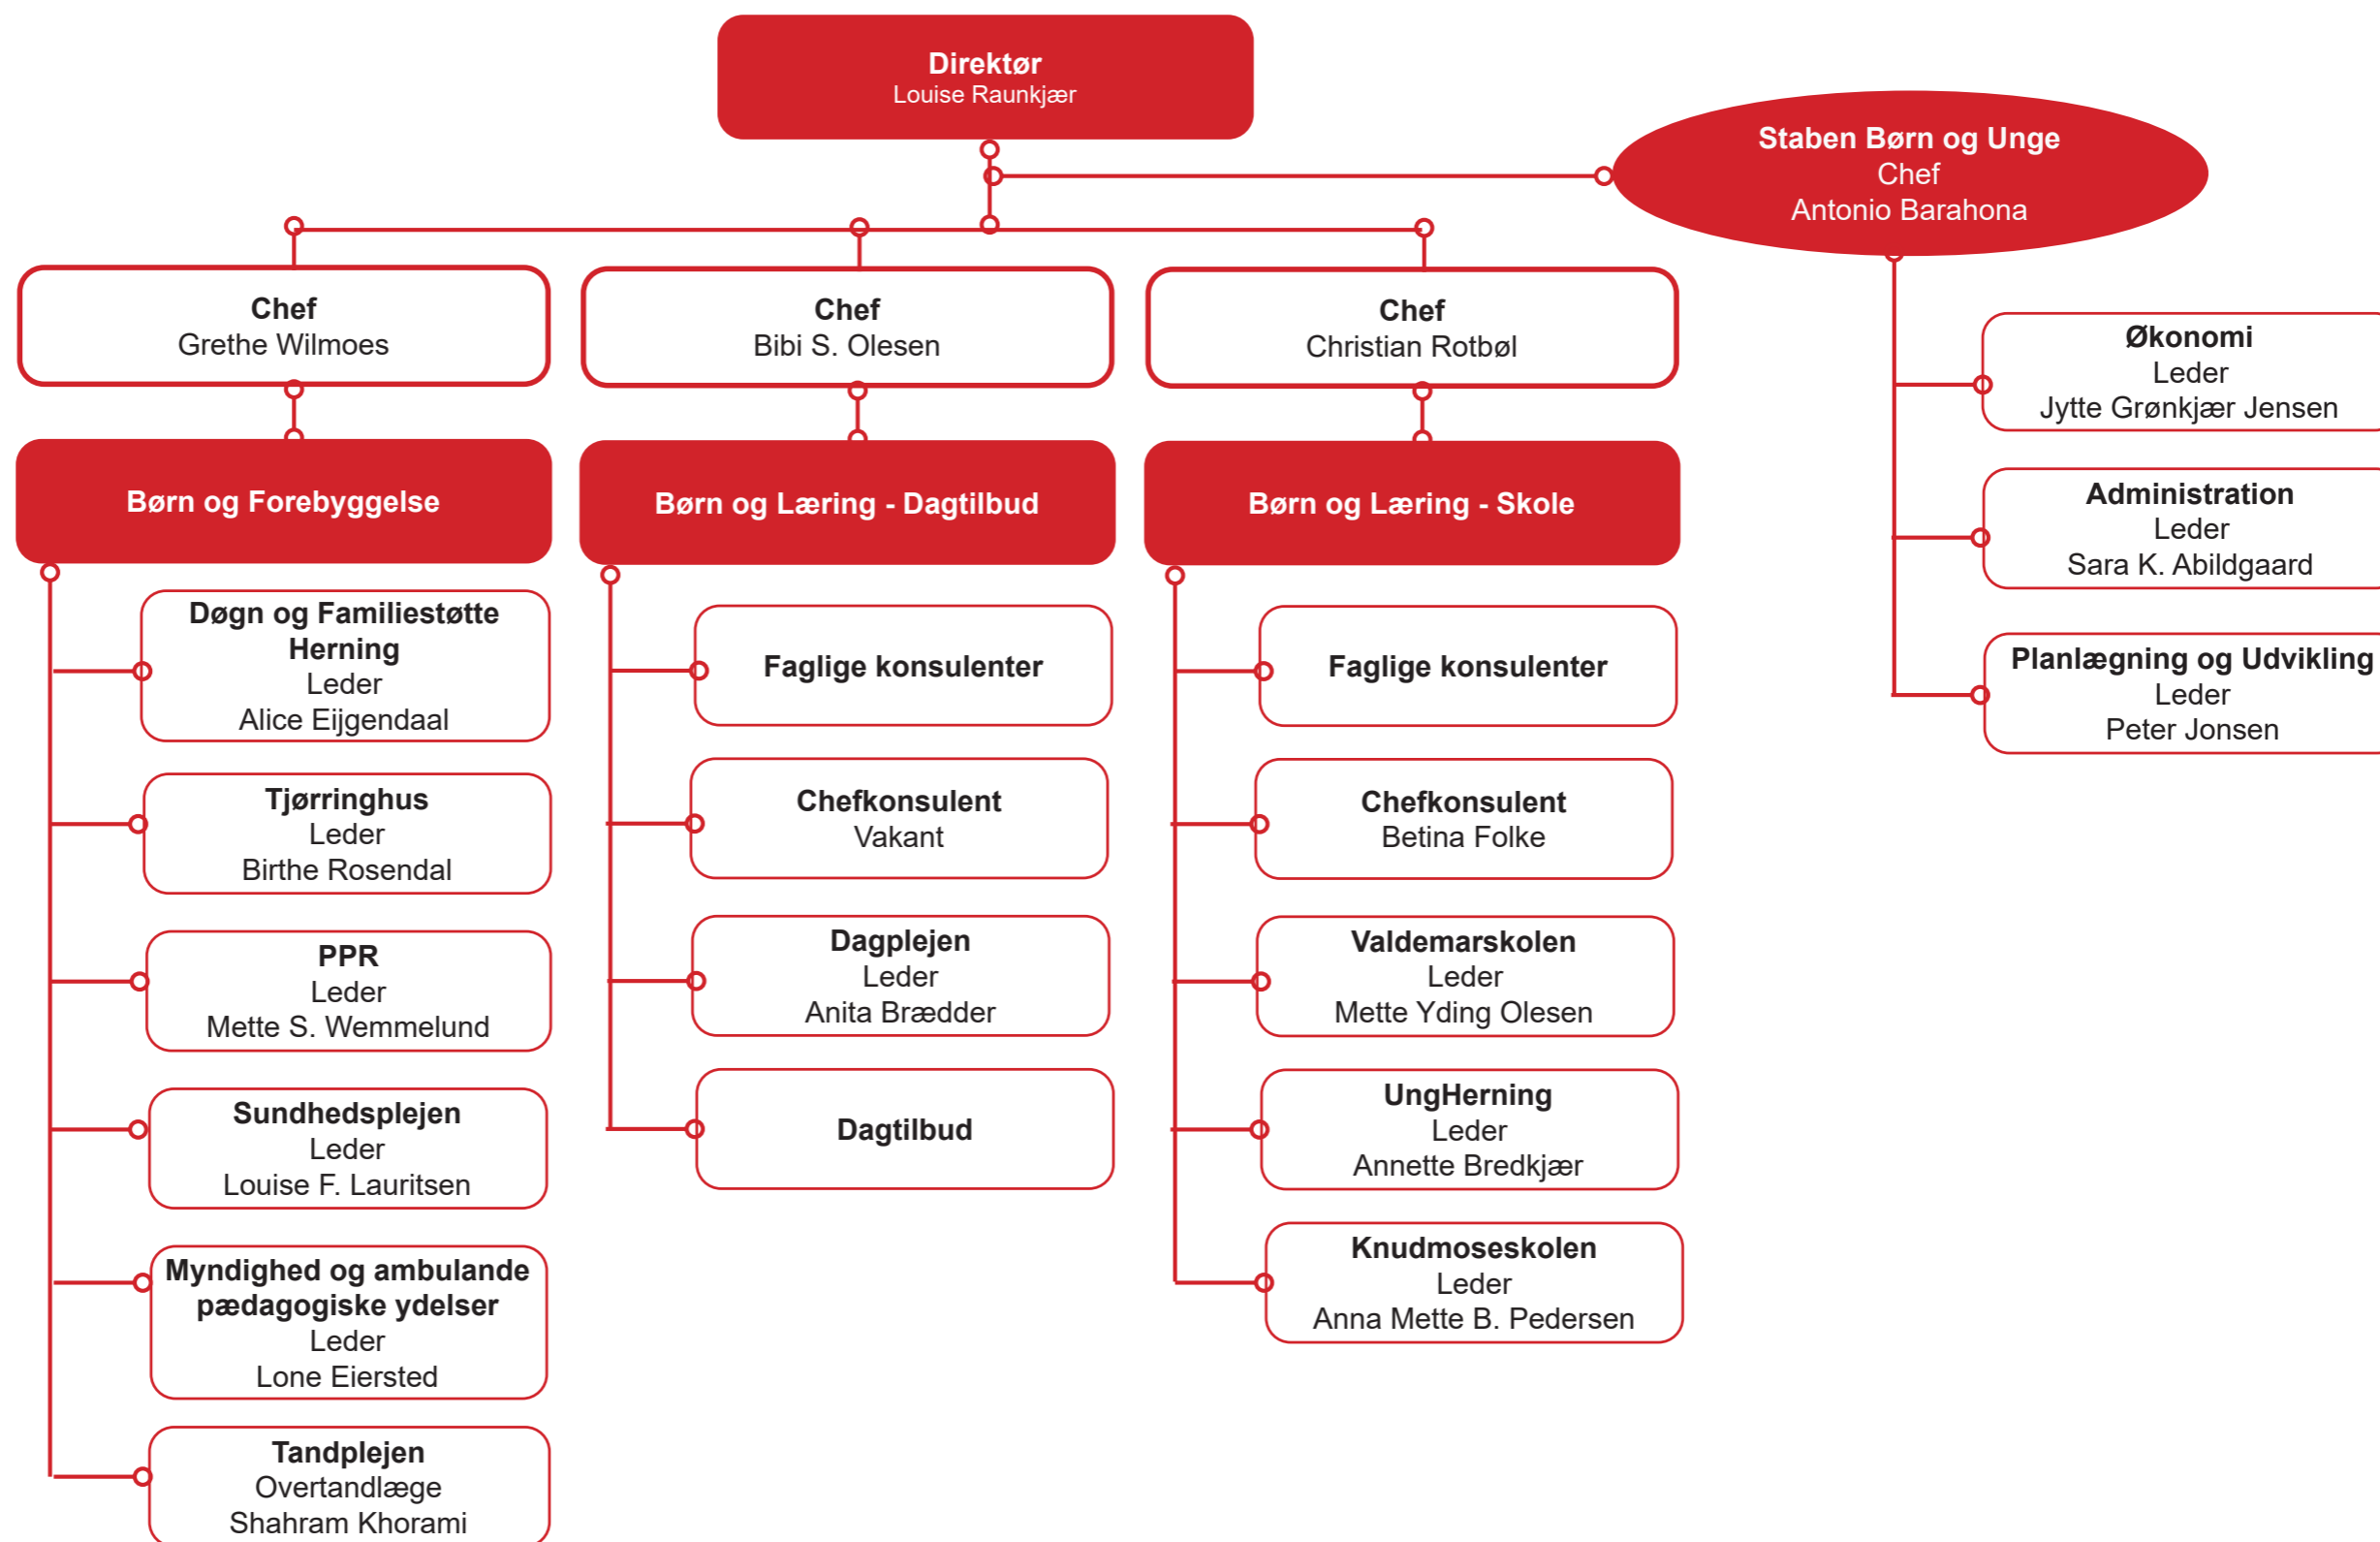 Direktør
Louise Raunkjær
Staben Børn og Unge
Chef
Antonio Barahona
Chef
Grethe Wilmoes
Chef
Bibi S. Olesen
Chef
Christian Rotbøl
Børn og Forebyggelse
Døgn og Familiestøtte
Herning
Leder
Alice Eijgendaal
Tjørringhus
Leder
Birthe Rosendal
PPR
Leder
Mette S. Wemmelund
Sundhedsplejen
Leder
Louise F. Lauritsen
Myndighed og ambulande
pædagogiske ydelser
Leder
Lone Eiersted
Tandplejen
Overtandlæge
Shahram Khorami
Børn og Læring - Dagtilbud
Faglige konsulenter
Chefkonsulent
Vakant
Dagplejen
Leder
Anita Brædder
Dagtilbud
Børn og Læring - Skole
Faglige konsulenter
Chefkonsulent
Betina Folke
Valdemarskolen
Leder
Mette Yding Olesen
UngHerning
Leder
Annette Bredkjær
Knudmoseskolen
Leder
Anna Mette B. Pedersen
Økonomi
Leder
Jytte Grønkjær Jensen
Administration
Leder
Sara K. Abildgaard
Planlægning og Udvikling
Leder
Peter Jonsen